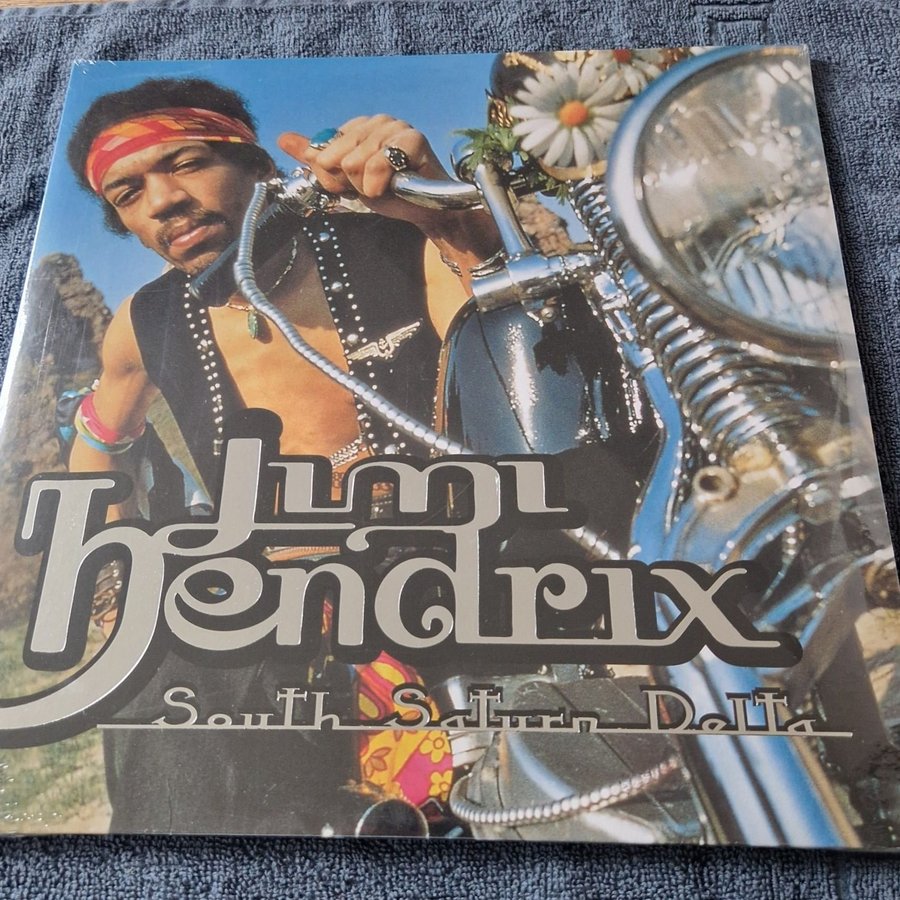 Jimi
hendrix
South Saturn Delta